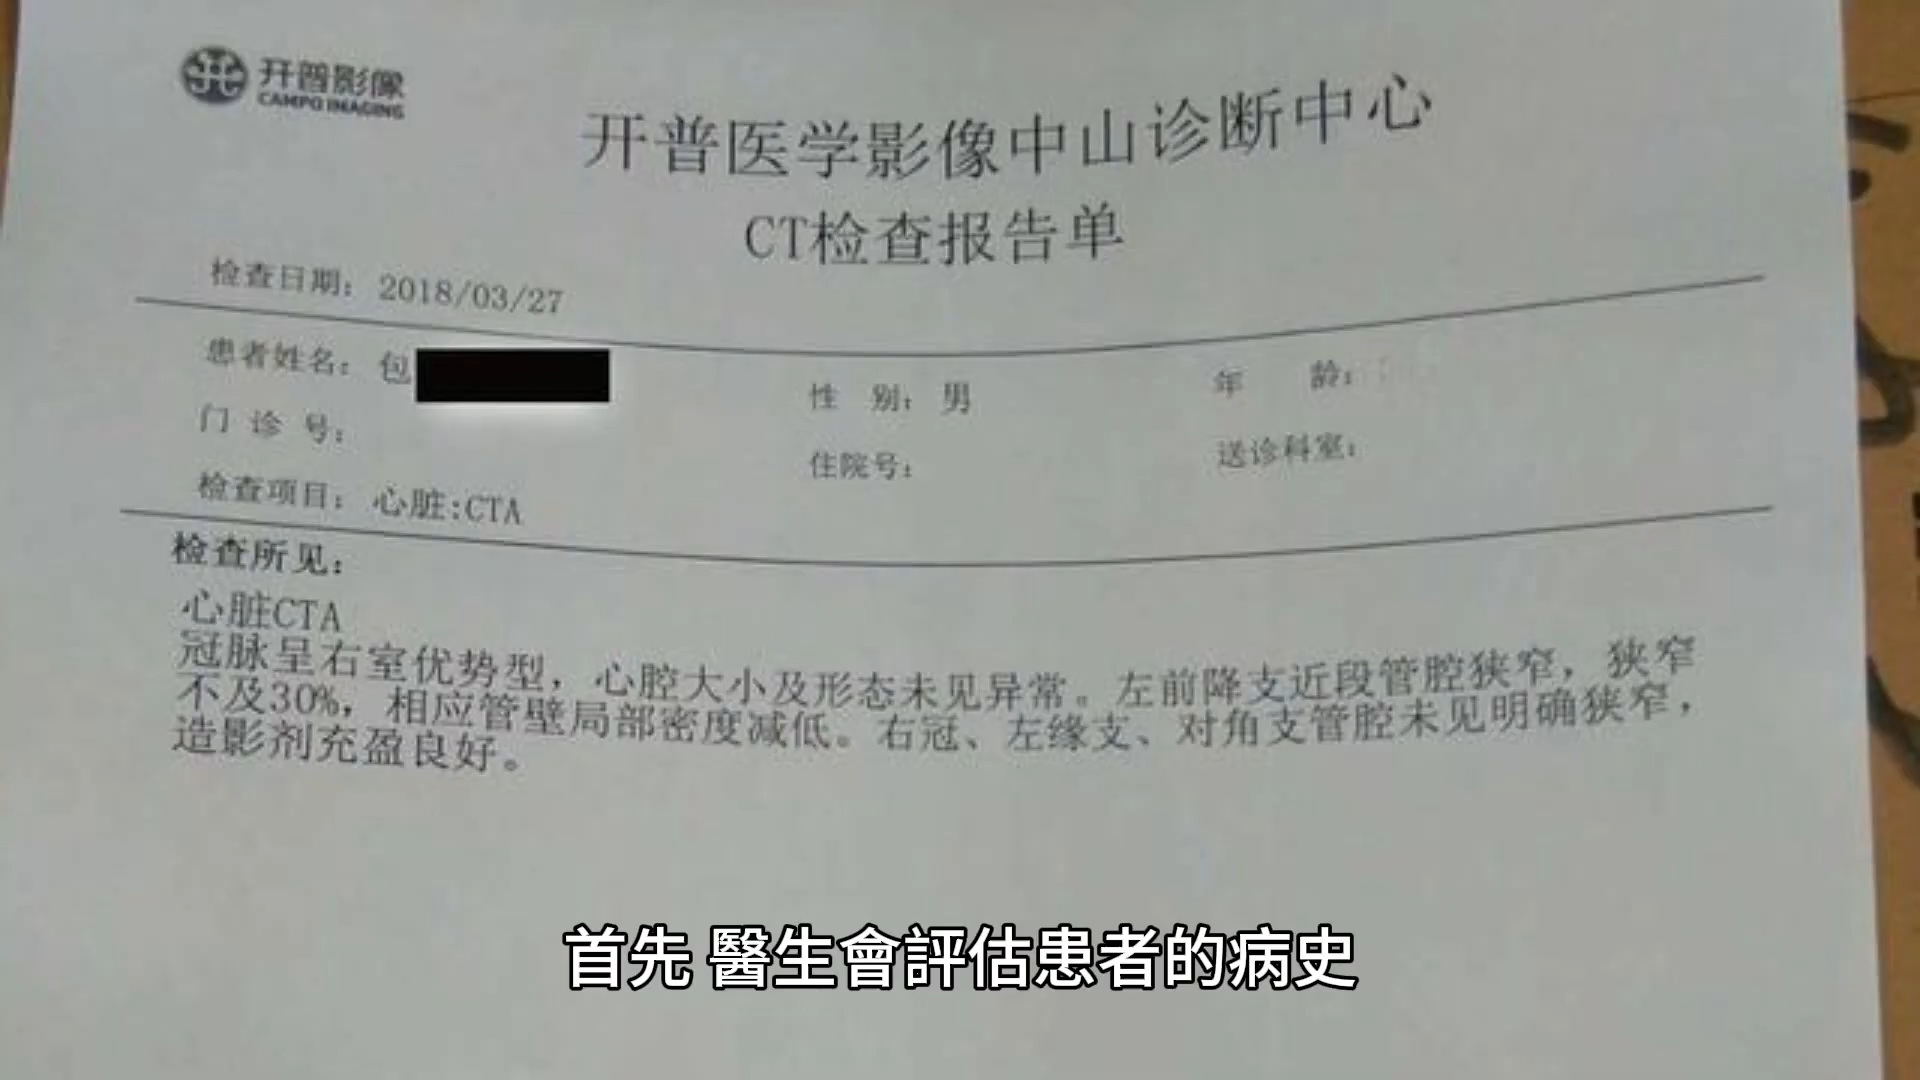 开普影像
CAMPO IMAGING
开普医学影像中山诊断中心
CT检查报告单
检查日期: 2018/03/27
患者姓名: 包
性 别: 男
年 龄:
门 诊 号:
住院号:
送诊科室:
检查项目: 心脏:CTA
检查所见:
心脏CTA
冠脉呈右室优势型，心腔大小及形态未见异常。左前降支近段管腔狭窄，狭窄
不及30%，相应管壁局部密度减低。右冠、左缘支、对角支管腔未见明确狭窄，
造影剂充盈良好。
首先 醫生會評估患者的病史